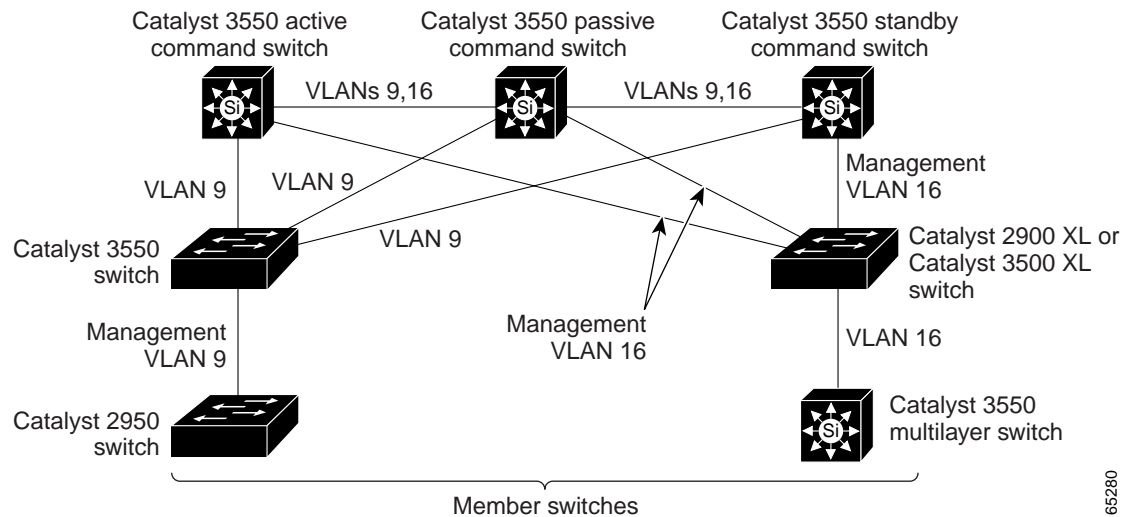 Catalyst 3550 active
command switch
Catalyst 3550 passive
command switch
Catalyst 3550 standby
command switch
Si
VLANs 9,16
Si
VLANs 9,16
Si
VLAN 9
VLAN 9
Management
VLAN 16
Catalyst 3550
switch
VLAN 9
Catalyst 2900 XL or
Catalyst 3500 XL
switch
Management
VLAN 9
Management
VLAN 16
VLAN 16
Catalyst 2950
switch
Si
Catalyst 3550
multilayer switch
Member switches
65280